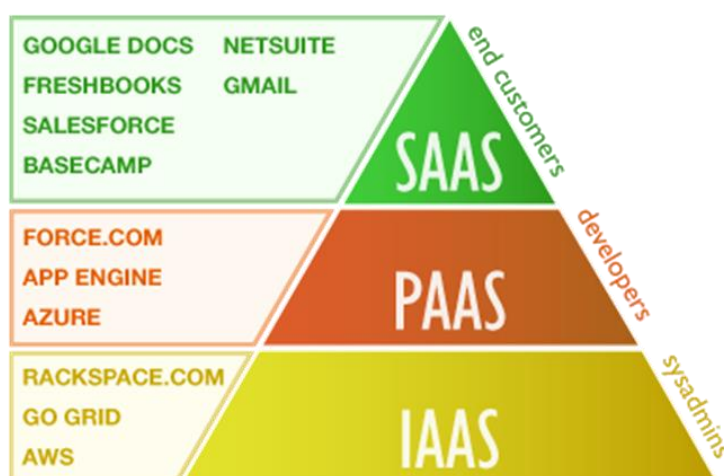 GOOGLE DOCS NETSUITE
FRESHBOOKS GMAIL
SALESFORCE
BASECAMP
SAAS
end customers
FORCE.COM
APP ENGINE
AZURE
PAAS
developers
RACKSPACE.COM
GO GRID
AWS
IAAS
sysadmins